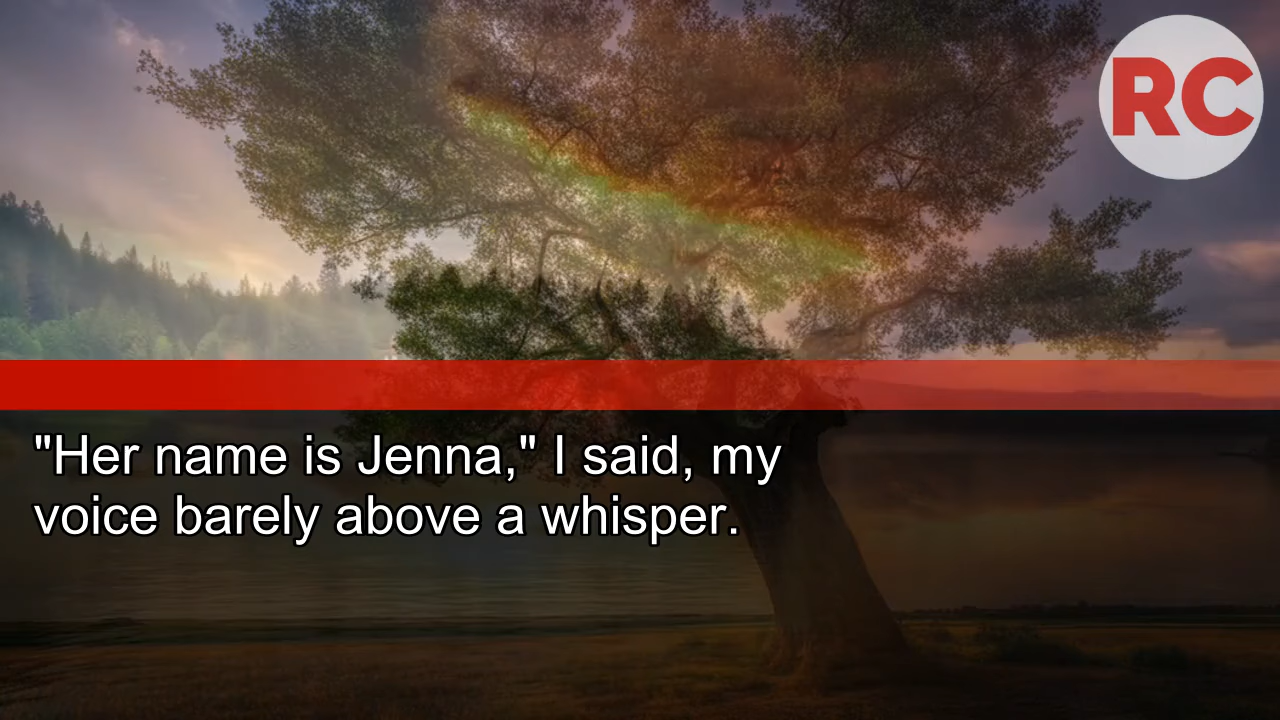 RC
"Her name is Jenna," I said, my
voice barely above a whisper.